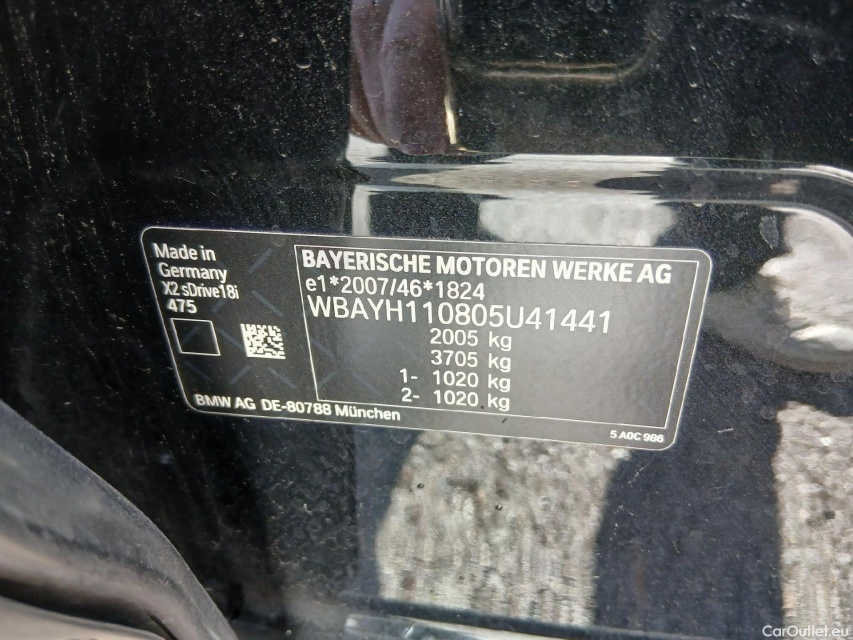 Made in
Germany
X2 sDrive18i
475
BAYERISCHE MOTOREN WERKE AG
e1*2007/46*1824
WBAYH110805U41441
2005 kg
3705 kg
1- 1020 kg
2- 1020 kg
BMW AG DE-80788 München
5 A0C 986
CarOutlet.eu